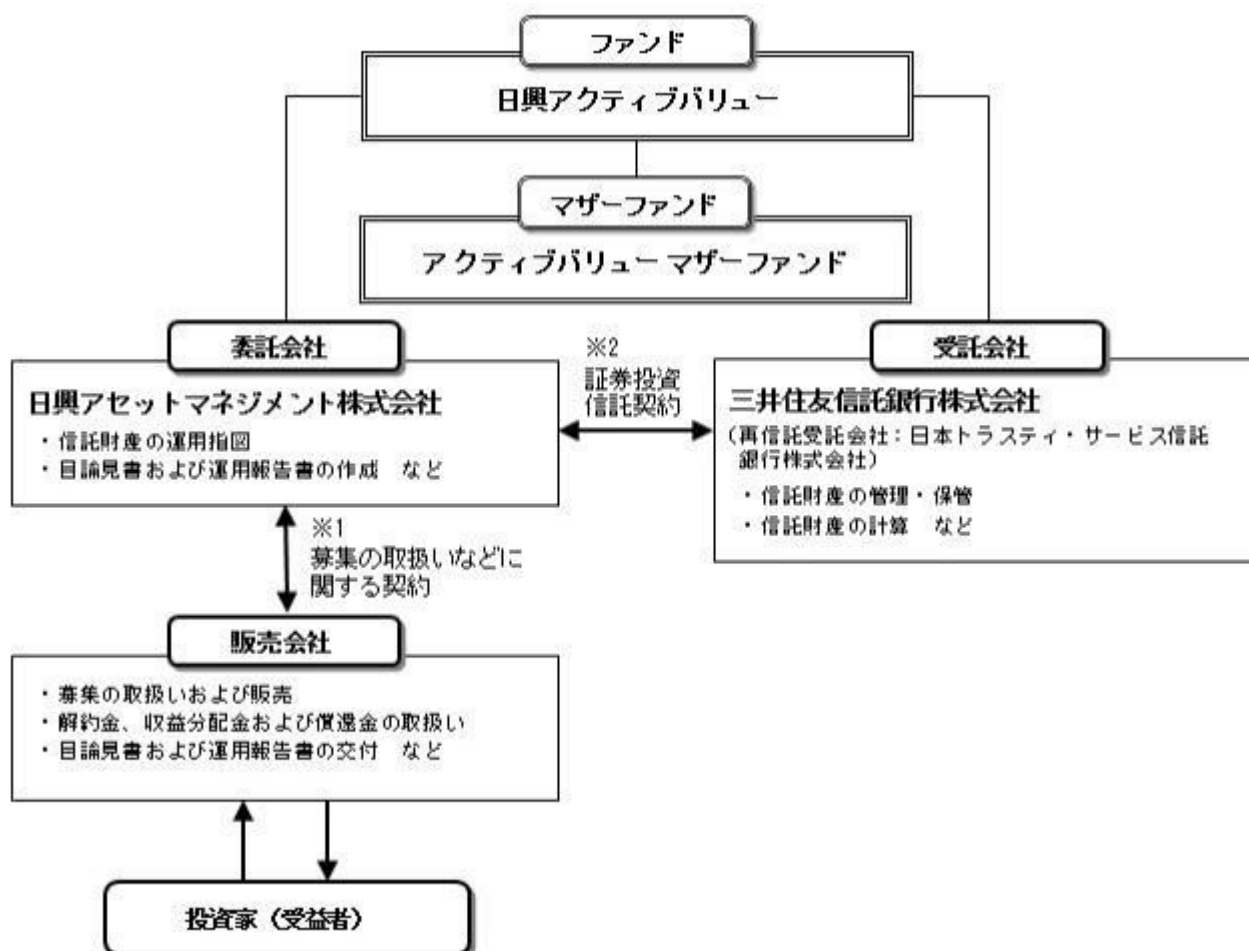 ファンド
日興アクティブバリュー
マザーファンド
アクティブバリュー マザーファンド
委託会社
日興アセットマネジメント株式会社
・信託財産の運用指図
・目論見書および運用報告書の作成 など
※2
証券投資
信託契約
受託会社
三井住友信託銀行株式会社
(再信託受託会社：日本トラスティ・サービス信託
銀行株式会社)
・信託財産の管理・保管
・信託財産の計算 など
※1
募集の取扱いなどに
関する契約
販売会社
・募集の取扱いおよび販売
・解約金、収益分配金および償還金の取扱い
・目論見書および運用報告書の交付 など
投資家（受益者）